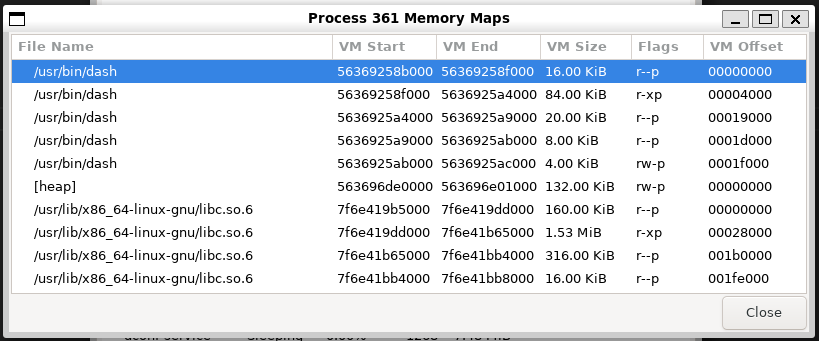 Process 361 Memory Maps
File Name VM Start VM End VM Size Flags VM Offset
/usr/bin/dash 56369258b000 56369258f000 16.00 KiB r--p 00000000
/usr/bin/dash 56369258f000 5636925a4000 84.00 KiB r-xp 00004000
/usr/bin/dash 5636925a4000 5636925a9000 20.00 KiB r--p 00019000
/usr/bin/dash 5636925a9000 5636925ab000 8.00 KiB r--p 0001d000
/usr/bin/dash 5636925ab000 5636925ac000 4.00 KiB rw-p 0001f000
[heap] 563696de0000 563696e01000 132.00 KiB rw-p 00000000
/usr/lib/x86_64-linux-gnu/libc.so.6 7f6e419b5000 7f6e419dd000 160.00 KiB r--p 00000000
/usr/lib/x86_64-linux-gnu/libc.so.6 7f6e419dd000 7f6e41b65000 1.53 MiB r-xp 00028000
/usr/lib/x86_64-linux-gnu/libc.so.6 7f6e41b65000 7f6e41bb4000 316.00 KiB r--p 001b0000
/usr/lib/x86_64-linux-gnu/libc.so.6 7f6e41bb4000 7f6e41bb8000 16.00 KiB r--p 001fe000
Close